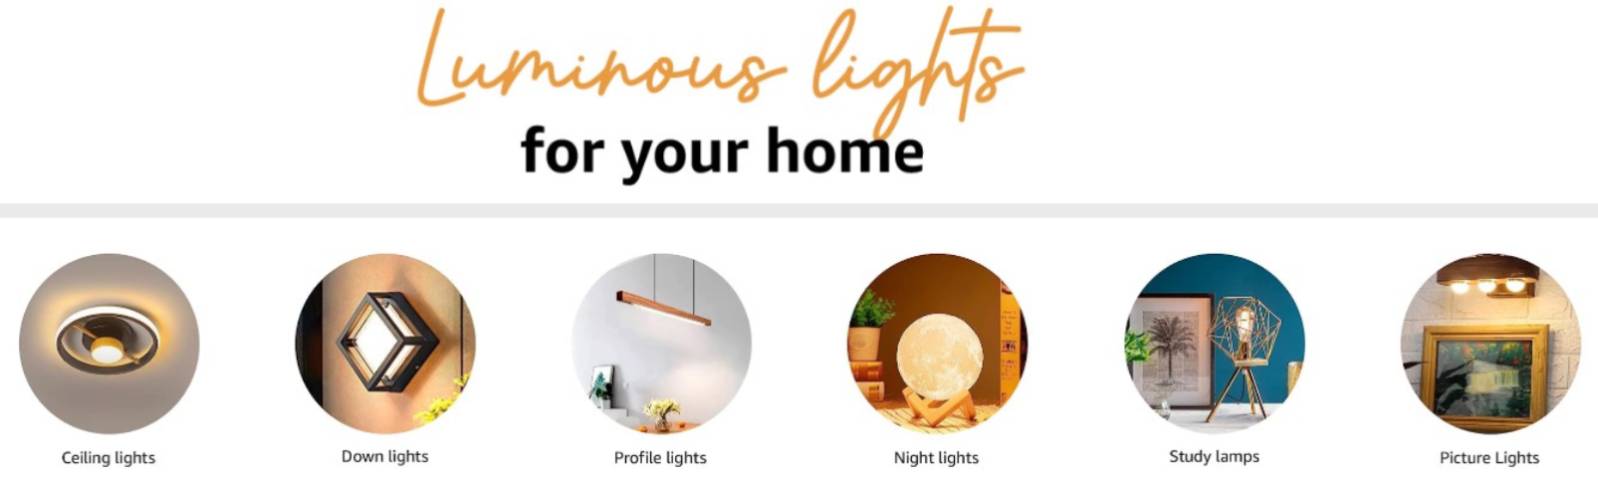 Luminous lights
for your home
Ceiling lights
Down lights
Profile lights
Night lights
Study lamps
Picture Lights